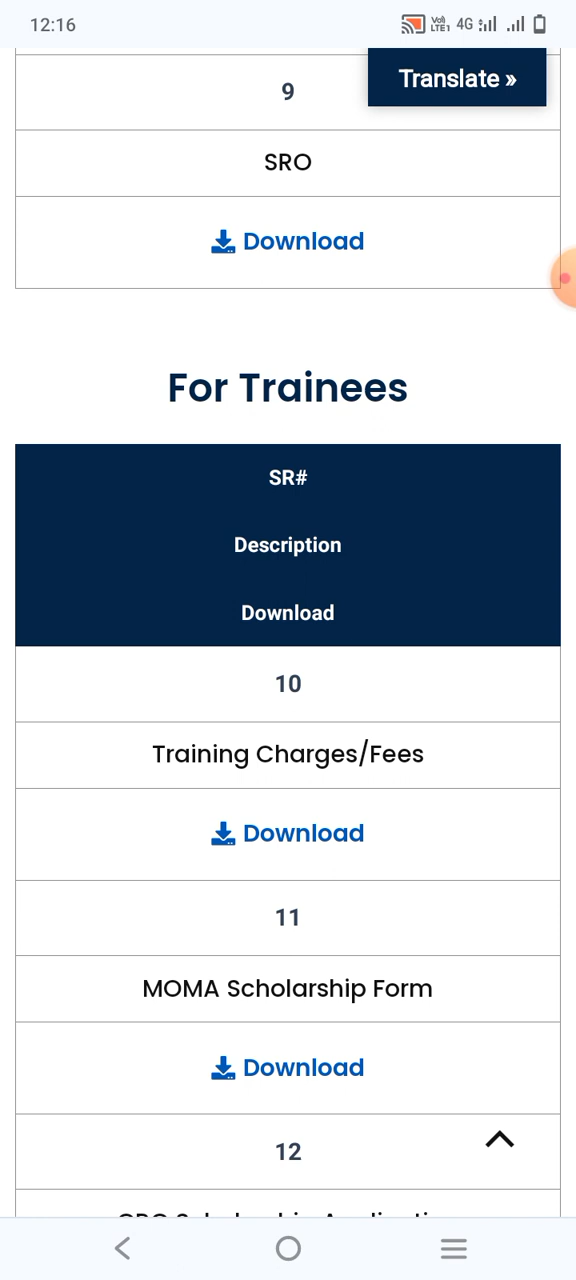 12:16
4G
Translate »
9
SRO
Download
For Trainees
SR#
Description
Download
10
Training Charges/Fees
Download
11
MOMA Scholarship Form
Download
12